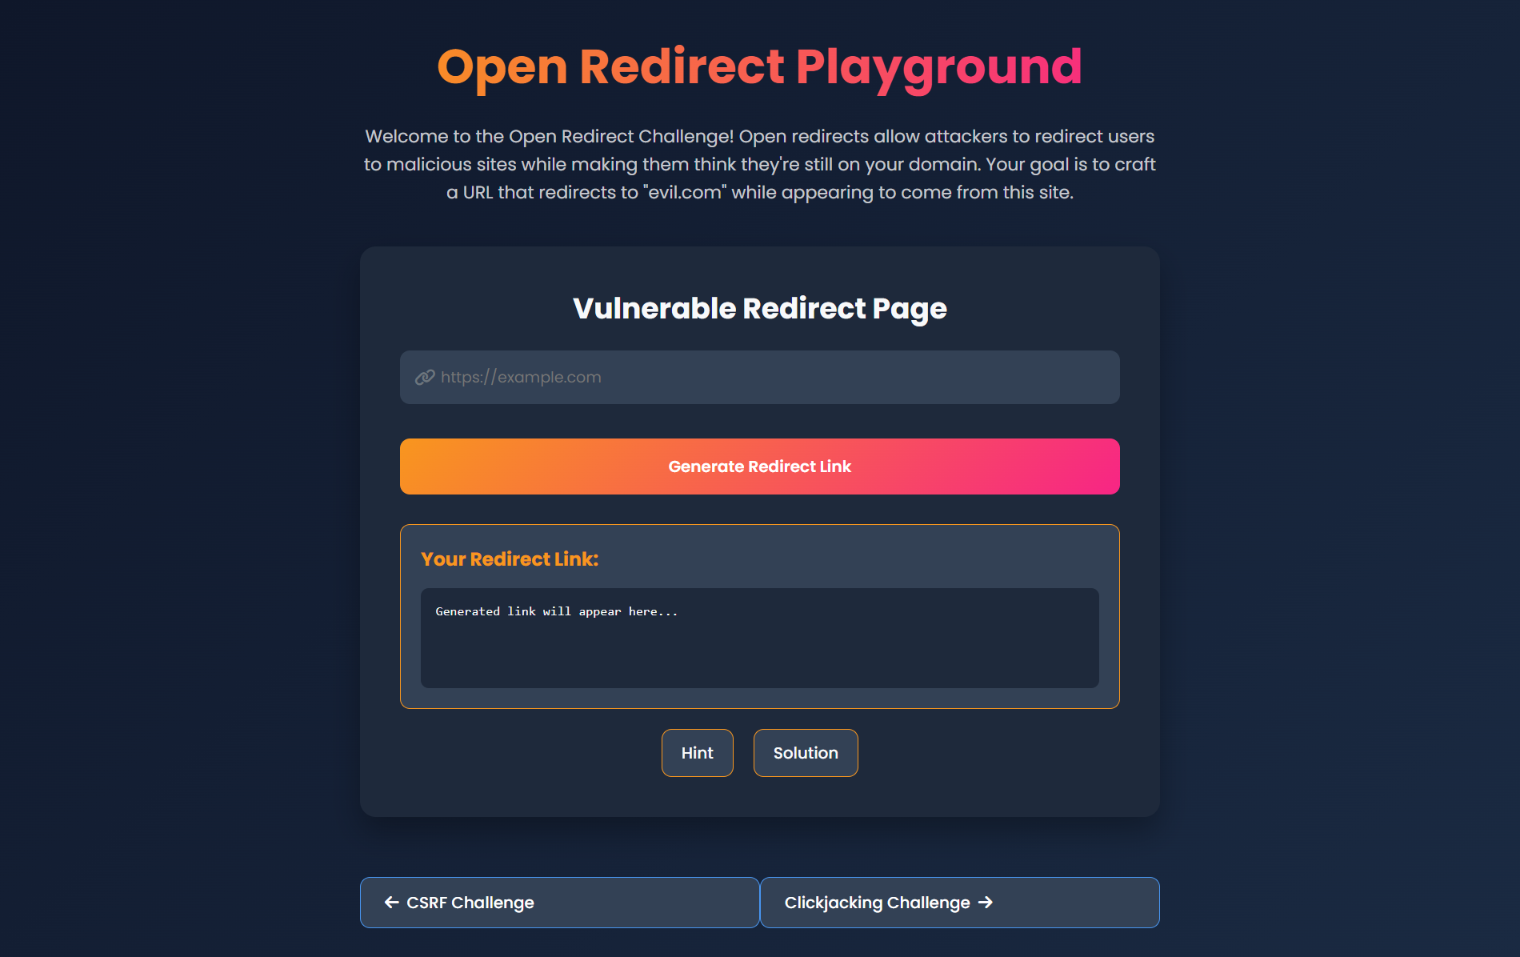 Open Redirect Playground
Welcome to the Open Redirect Challenge! Open redirects allow attackers to redirect users
to malicious sites while making them think they're still on your domain. Your goal is to craft
a URL that redirects to "evil.com" while appearing to come from this site.
Vulnerable Redirect Page
https://example.com
Generate Redirect Link
Your Redirect Link:
Generated link will appear here...
Hint
Solution
← CSRF Challenge
Clickjacking Challenge →